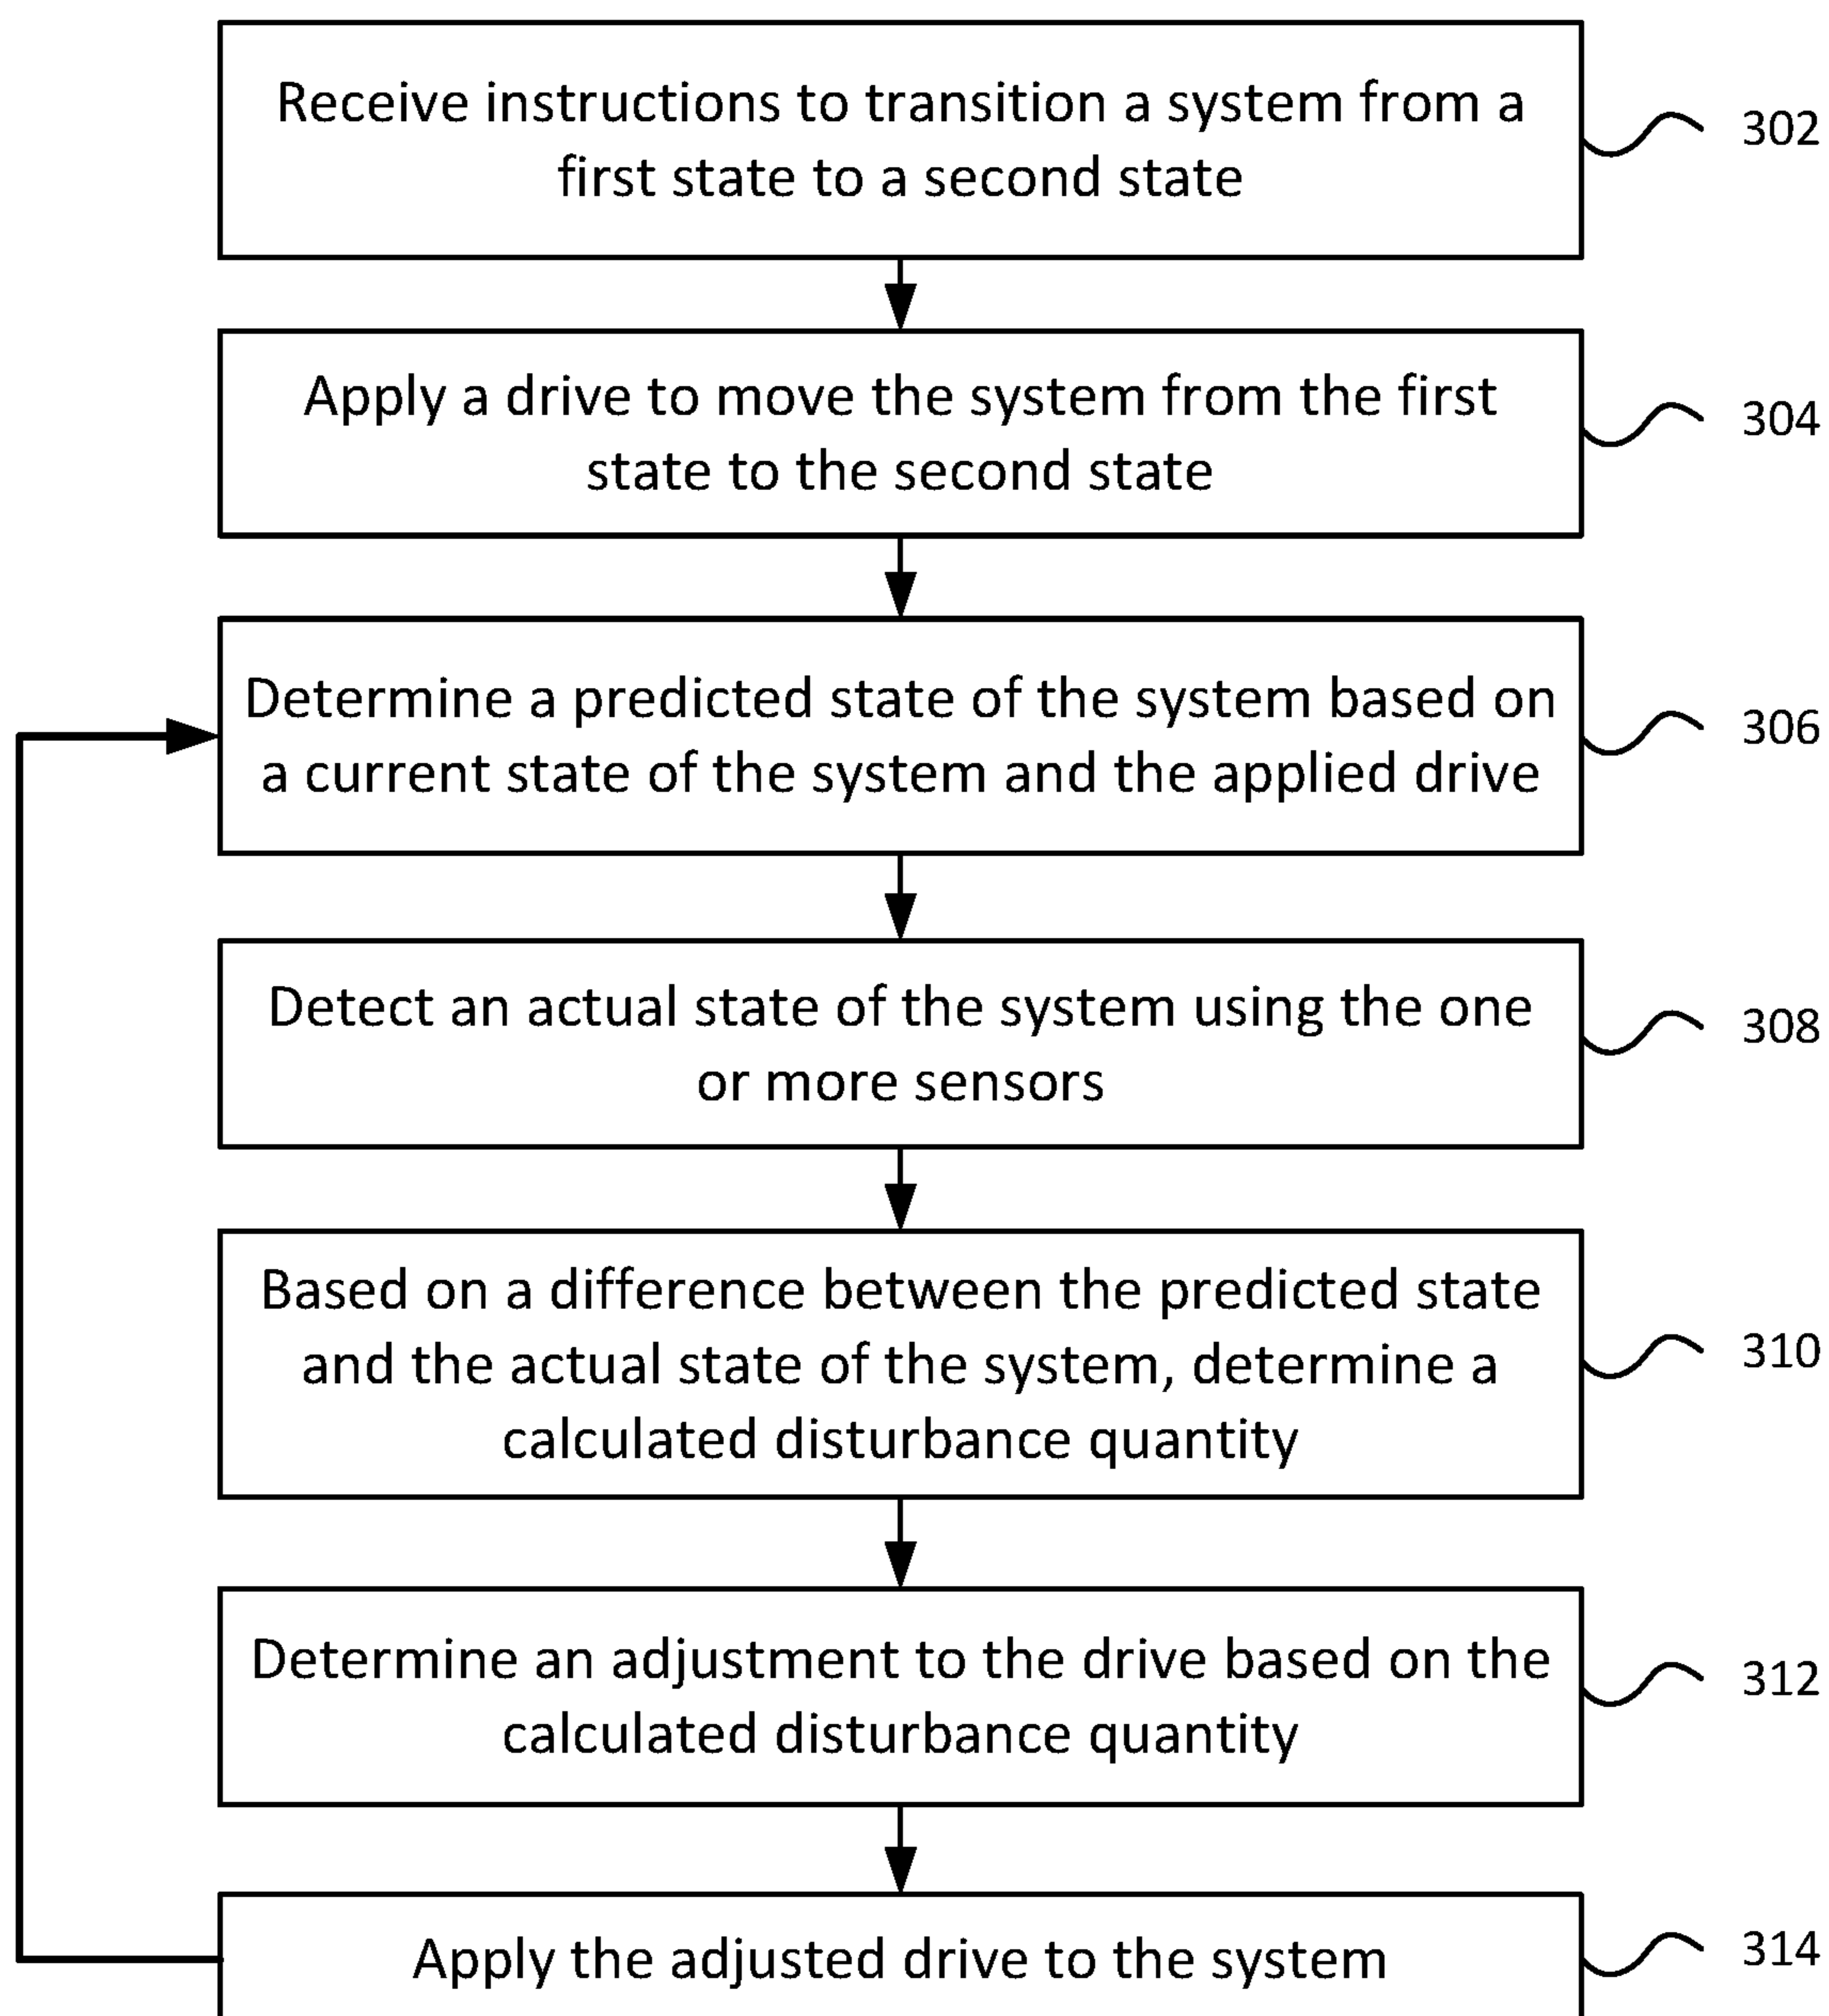 Receive instructions to transition a system from a
first state to a second state
302
Apply a drive to move the system from the first
state to the second state
304
Determine a predicted state of the system based on
a current state of the system and the applied drive
306
Detect an actual state of the system using the one
or more sensors
308
Based on a difference between the predicted state
and the actual state of the system, determine a
calculated disturbance quantity
310
Determine an adjustment to the drive based on the
calculated disturbance quantity
312
Apply the adjusted drive to the system
314